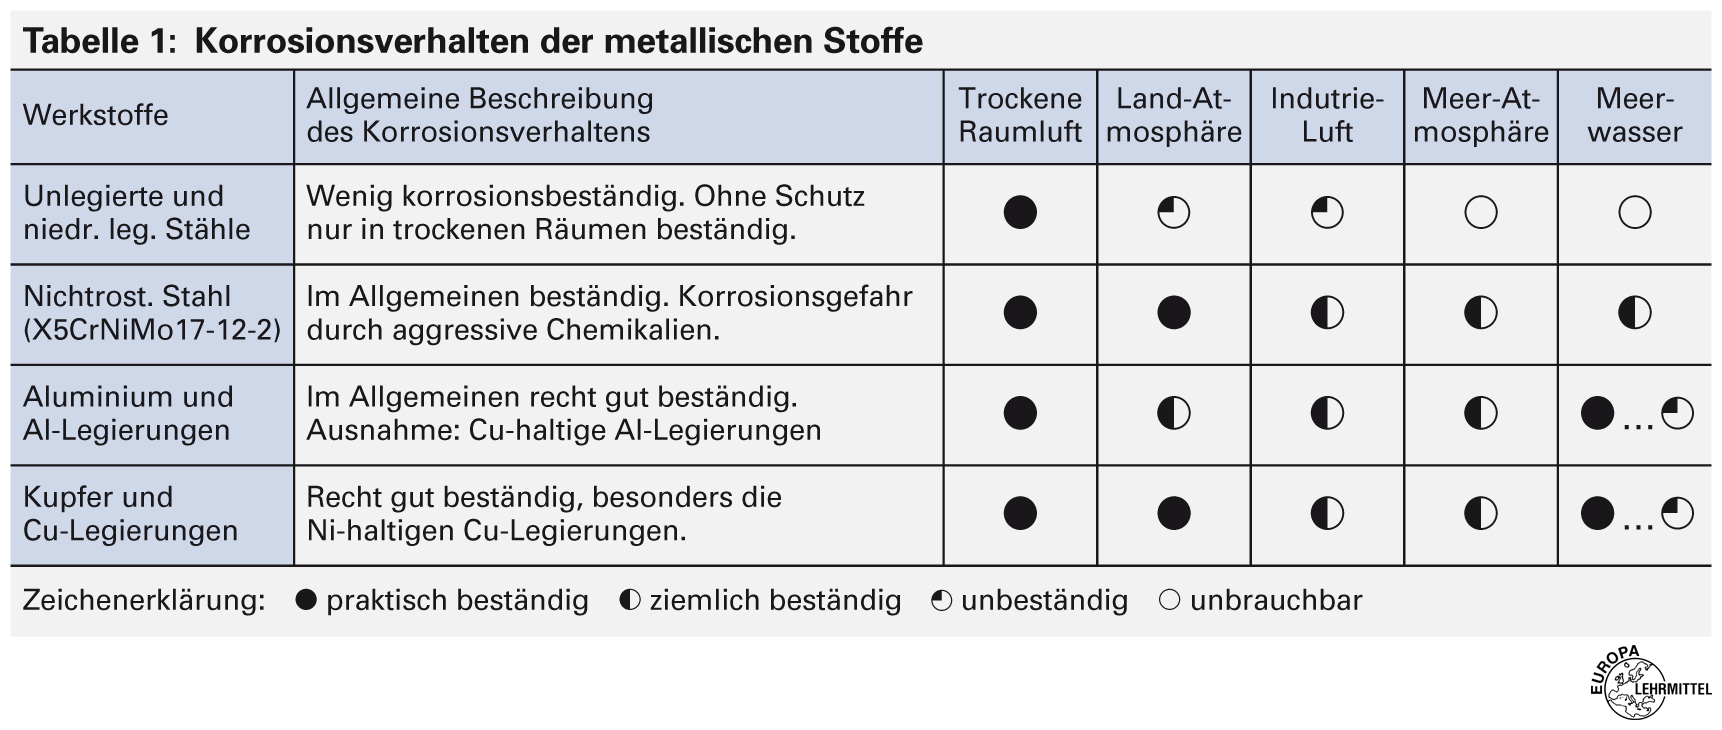 Tabelle 1: Korrosionsverhalten der metallischen Stoffe
Werkstoffe
Allgemeine Beschreibung
des Korrosionsverhaltens
Trockene
Raumluft
Land-At-
mosphäre
Indutrie-
Luft
Meer-At-
mosphäre
Meer-
wasser
Unlegierte und
niedr. leg. Stähle
Wenig korrosionsbeständig. Ohne Schutz
nur in trockenen Räumen beständig.
Nichtrost. Stahl
(X5CrNiMo17-12-2)
Im Allgemeinen beständig. Korrosionsgefahr
durch aggressive Chemikalien.
Aluminium und
Al-Legierungen
Im Allgemeinen recht gut beständig.
Ausnahme: Cu-haltige Al-Legierungen
...
Kupfer und
Cu-Legierungen
Recht gut beständig, besonders die
Ni-haltigen Cu-Legierungen.
...
Zeichenerklärung: praktisch beständig ziemlich beständig unbeständig unbrauchbar
EUROPA
LEHRMITTEL